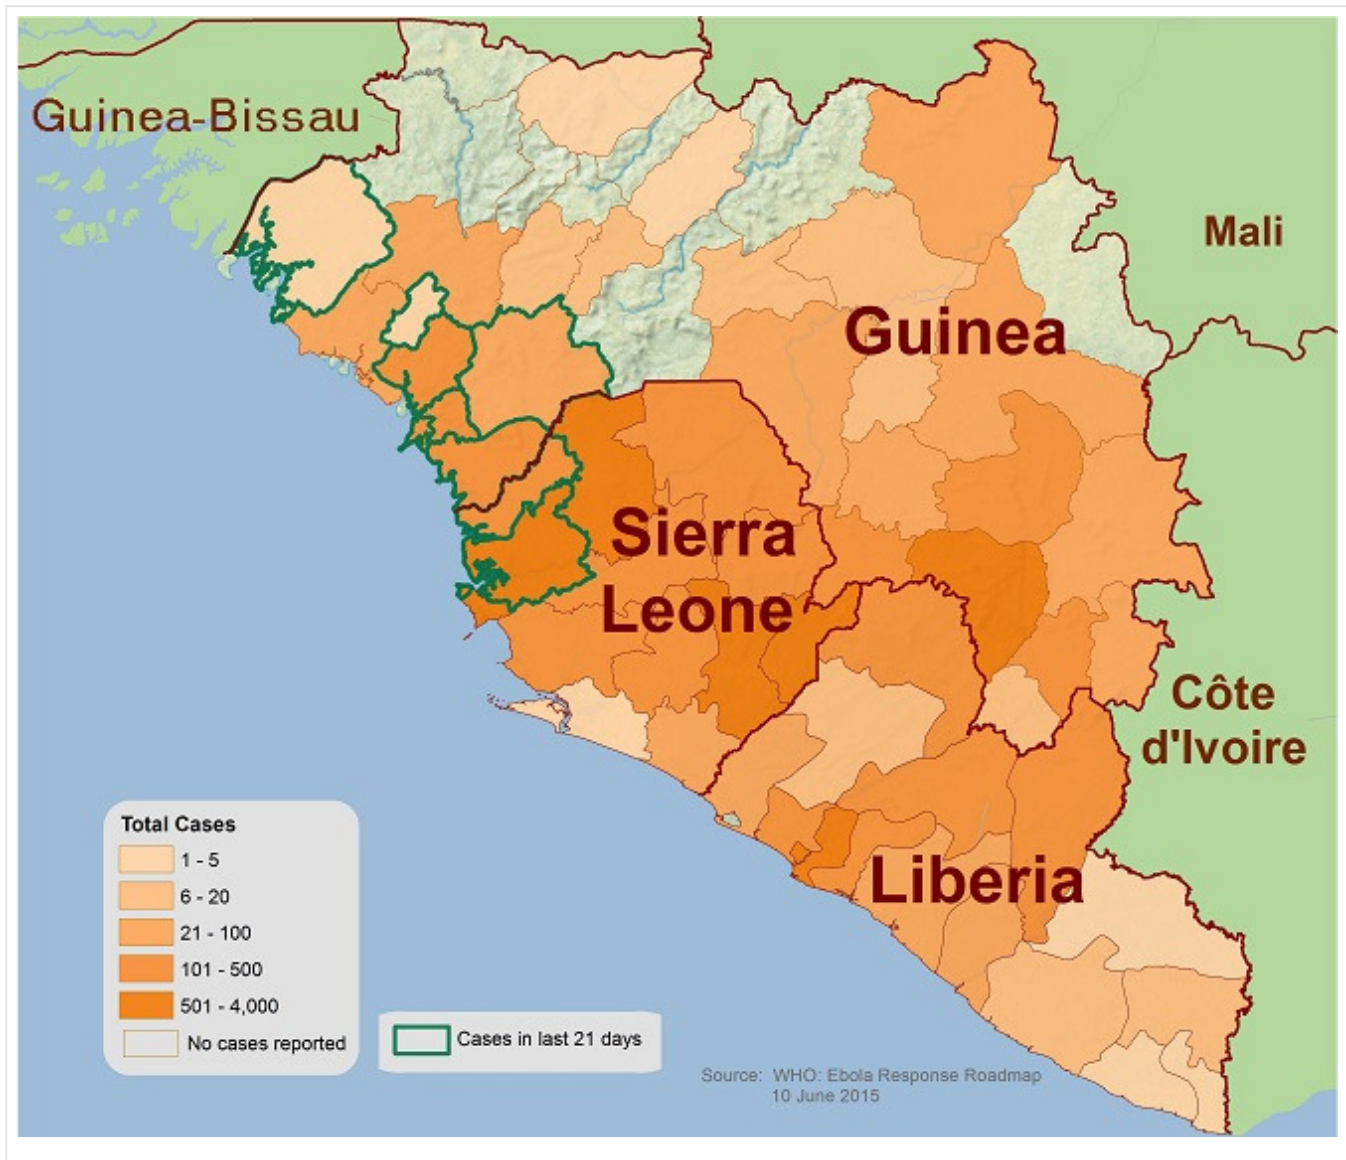 Guinea-Bissau
Mali
Guinea
Sierra
Leone
Côte
d'Ivoire
Liberia
Total Cases
1 - 5
6 - 20
21 - 100
101 - 500
501 - 4,000
No cases reported
Cases in last 21 days
Source: WHO: Ebola Response Roadmap
10 June 2015